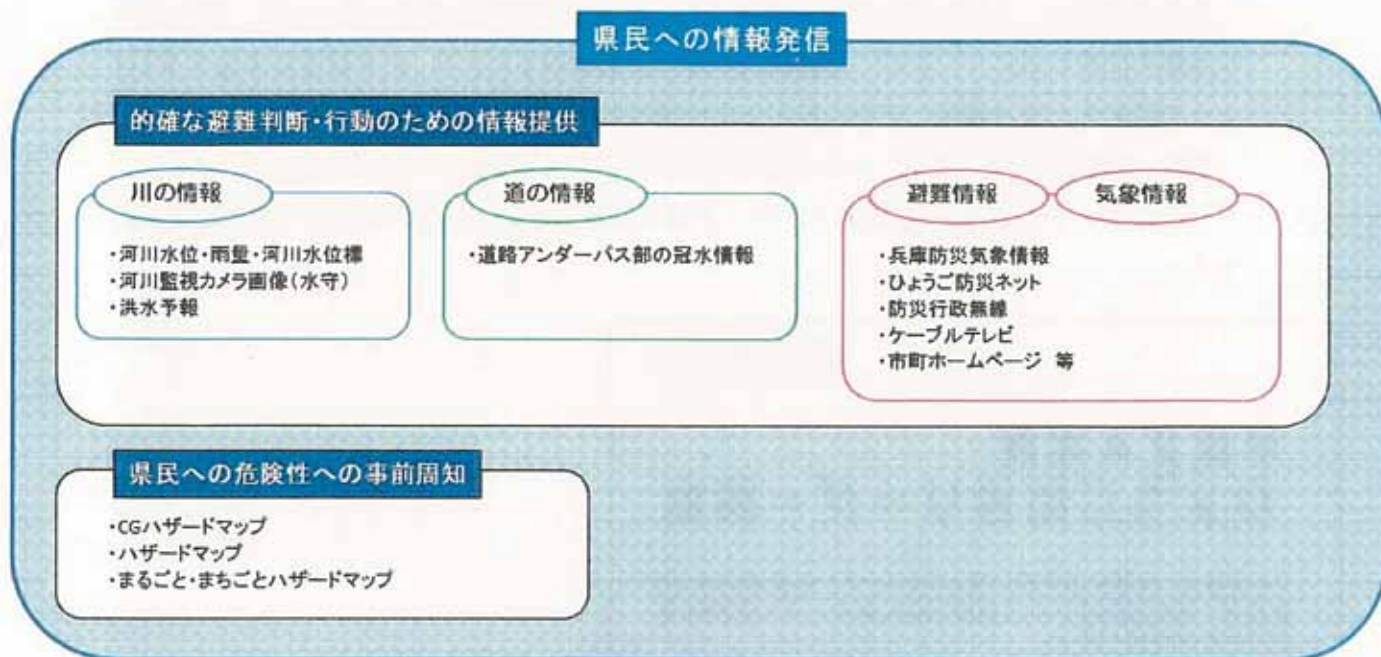 県民への情報発信
的確な避難判断・行動のための情報提供
川の情報
・河川水位・雨量・河川水位標
・河川監視カメラ画像(水守)
・洪水予報
道の情報
・道路アンダーパス部の冠水情報
避難情報
気象情報
・兵庫防災気象情報
・ひょうご防災ネット
・防災行政無線
・ケーブルテレビ
・市町ホームページ 等
県民への危険性への事前周知
・CGハザードマップ
・ハザードマップ
・まるごと・まちごとハザードマップ